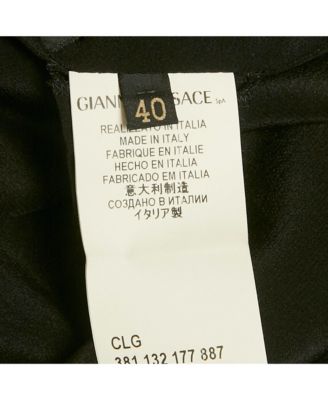 GIANN SACE SpA
40
REALIZZATO IN ITALIA
MADE IN ITALY
FABRIQUE EN ITALIE
HECHO EN ITALIA
FABRICADO EM ITALIA
意大利制造
СОЗДАНО В ИТАЛИИ
イタリア製
CLG
381 132 177 887